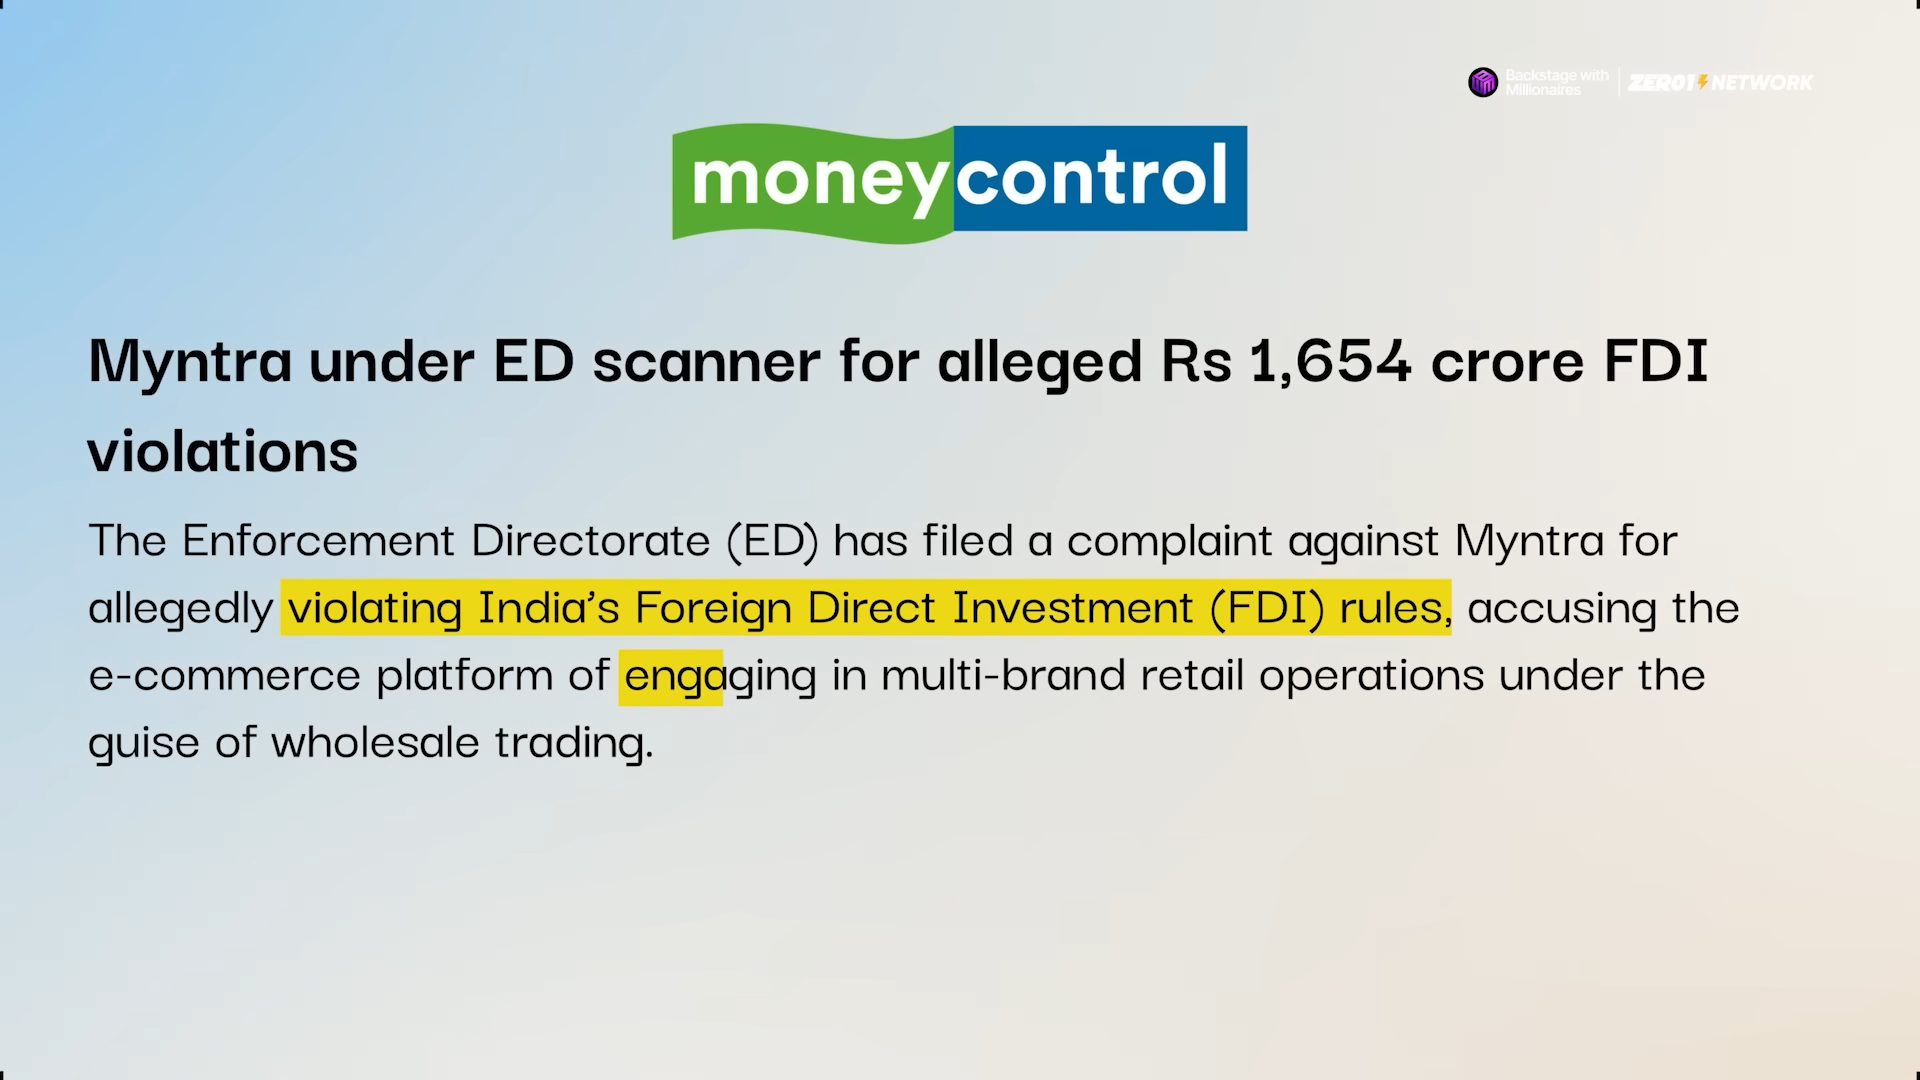 Backstage with
Millionaires
ZERO1 NETWORK
moneycontrol
Myntra under ED scanner for alleged Rs 1,654 crore FDI
violations
The Enforcement Directorate (ED) has filed a complaint against Myntra for
allegedly violating India’s Foreign Direct Investment (FDI) rules, accusing the
e-commerce platform of engaging in multi-brand retail operations under the
guise of wholesale trading.